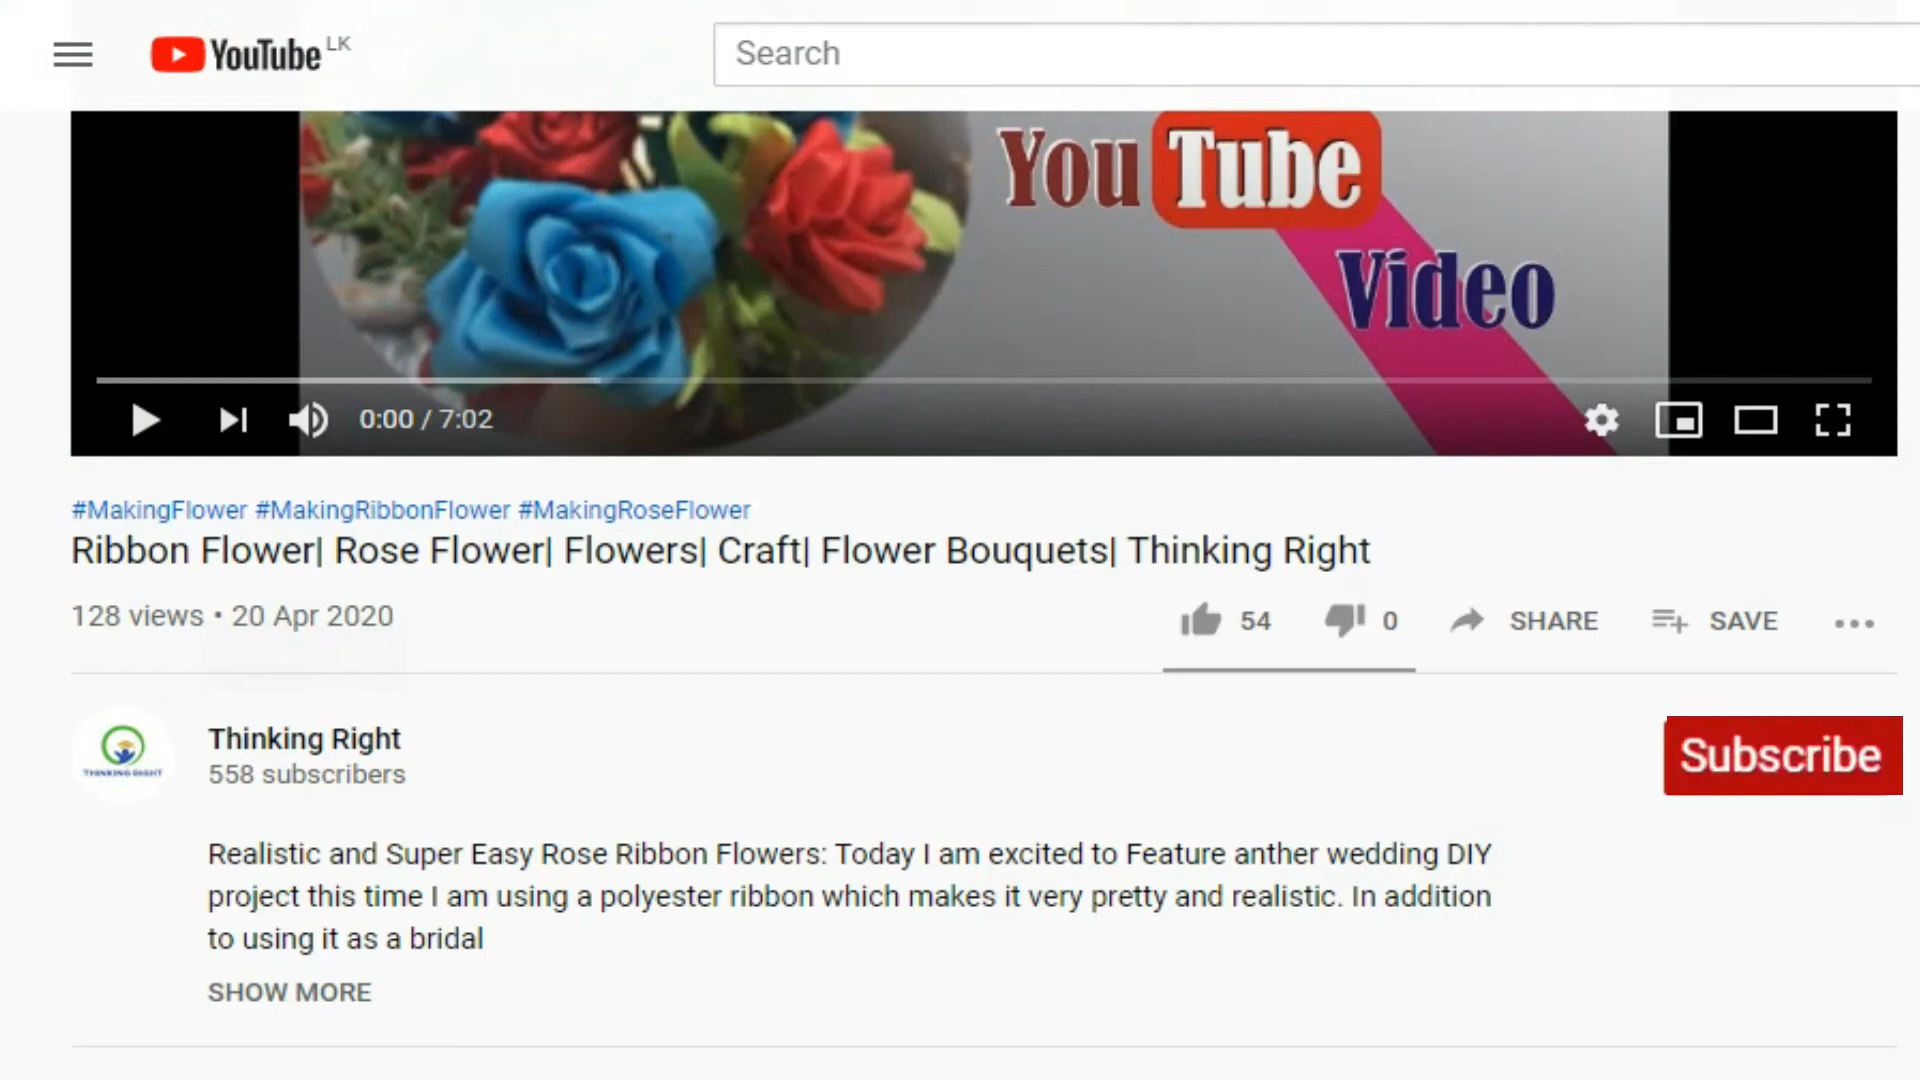 YouTube LK
Search
You Tube
Video
0:00 / 7:02
#MakingFlower #MakingRibbonFlower #MakingRoseFlower
Ribbon Flower| Rose Flower| Flowers| Craft| Flower Bouquets| Thinking Right
128 views • 20 Apr 2020
54 0 SHARE SAVE
THINKING RIGHT
Thinking Right
558 subscribers
Subscribe
Realistic and Super Easy Rose Ribbon Flowers: Today I am excited to Feature anther wedding DIY
project this time I am using a polyester ribbon which makes it very pretty and realistic. In addition
to using it as a bridal
SHOW MORE